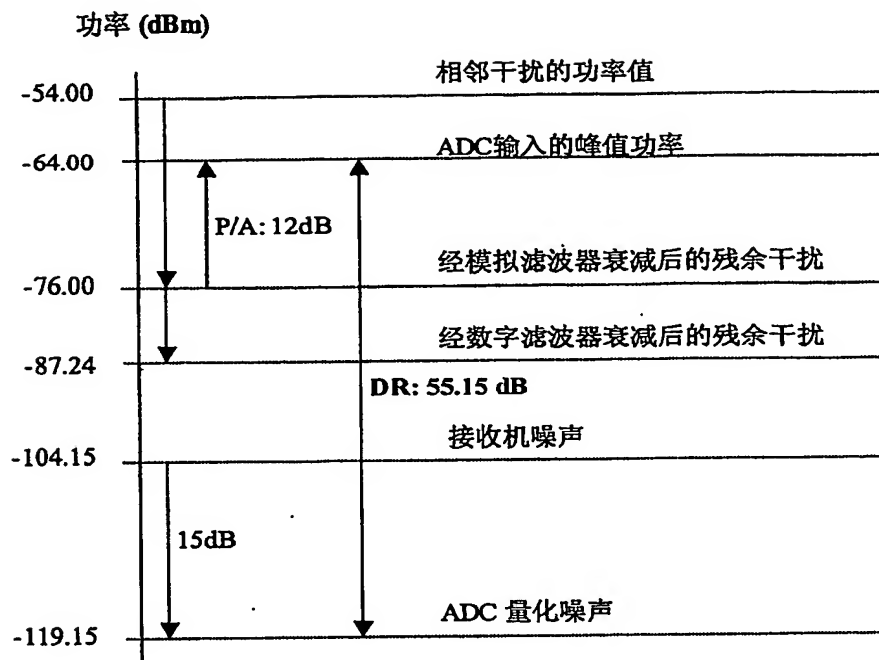 功率 (dBm)
相邻干扰的功率值
-54.00
ADC输入的峰值功率
-64.00
P/A: 12dB
经模拟滤波器衰减后的残余干扰
-76.00
经数字滤波器衰减后的残余干扰
-87.24
DR: 55.15 dB
接收机噪声
-104.15
15dB
ADC 量化噪声
-119.15